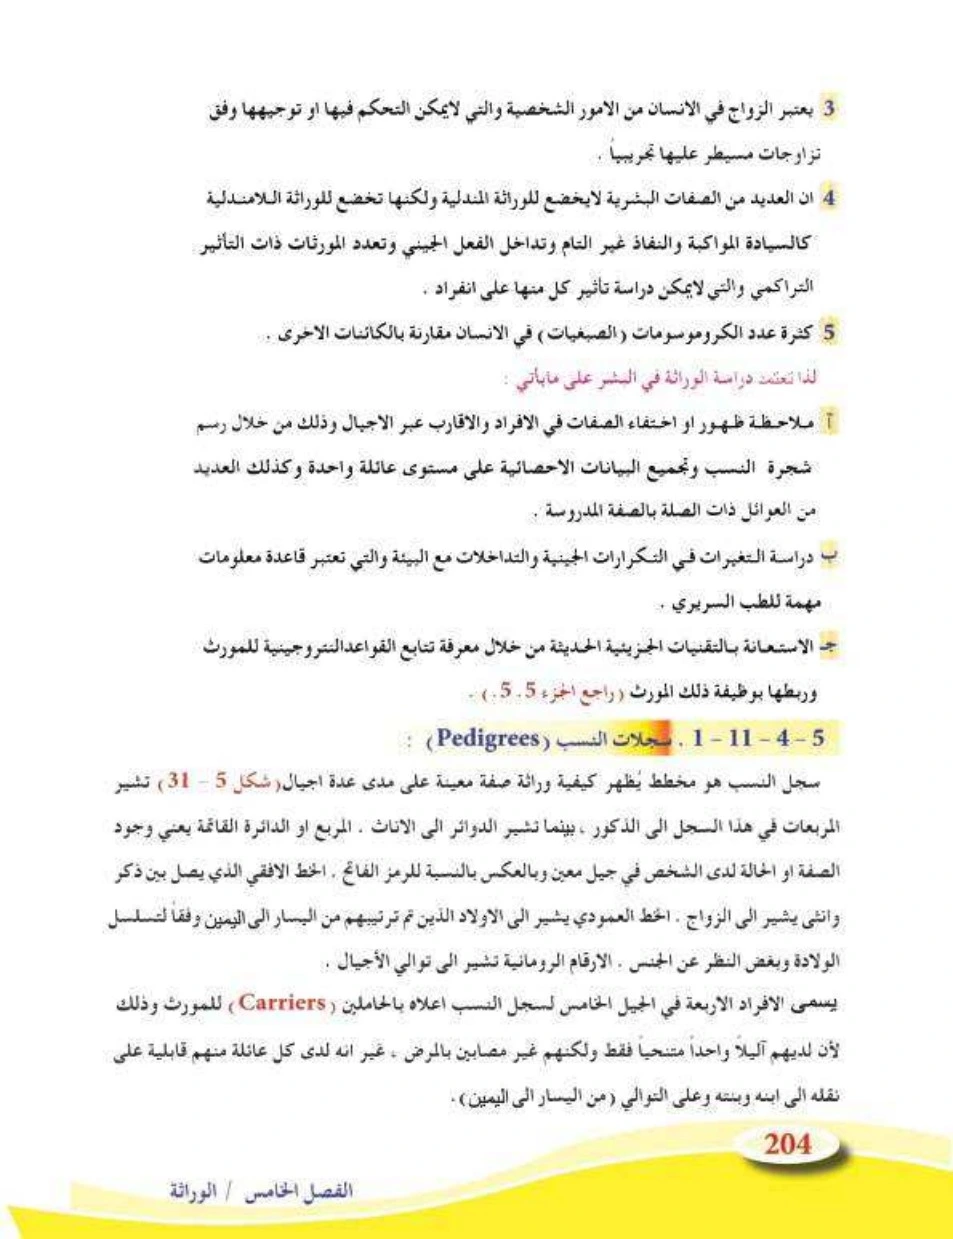 3 يعتبر الزواج في الانسان من الامور الشخصية والتي لايمكن التحكم فيها او توجيهها وفق
تزاوجات مسيطر عليها تجريبياً .
4 ان العديد من الصفات البشرية لايخضع للوراثة المندلية ولكنها تخضع للوراثة اللامندلية
كالسيادة المواكبة والنفاذ غير التام وتداخل الفعل الجيني وتعدد المورثات ذات التأثير
التراكمي والتي لايمكن دراسة تأثير كل منها على انفراد .
5 كثرة عدد الكروموسومات (الصبغيات) في الانسان مقارنة بالكائنات الاخرى .
لذا تعتمد دراسة الوراثة في البشر على مايأتي :
آ ملاحظة ظهور او اختفاء الصفات في الافراد والاقارب عبر الاجيال وذلك من خلال رسم
شجرة النسب وتجميع البيانات الاحصائية على مستوى عائلة واحدة وكذلك العديد
من العوائل ذات الصلة بالصفة المدروسة .
ب دراسة التغيرات في التكرارات الجينية والتداخلات مع البيئة والتي تعتبر قاعدة معلومات
مهمة للطب السريري .
جـ الاستعانة بالتقنيات الجزيئية الحديثة من خلال معرفة تتابع القواعدالنتروجينية للمورث
وربطها بوظيفة ذلك المورث (راجع الجزء 5 . 5 .) .
5 – 4 – 11 – 1 . سجلات النسب (Pedigrees) :
سجل النسب هو مخطط يُظهر كيفية وراثة صفة معينة على مدى عدة اجيال(شكل 5 – 31) تشير
المربعات في هذا السجل الى الذكور ، بينما تشير الدوائر الى الاناث . المربع او الدائرة القاتمة يعني وجود
الصفة او الحالة لدى الشخص في جيل معين وبالعكس بالنسبة للرمز الفاتح . الخط الافقي الذي يصل بين ذكر
وانثى يشير الى الزواج . الخط العمودي يشير الى الاولاد الذين تم ترتيبهم من اليسار الى اليمين وفقاً لتسلسل
الولادة وبغض النظر عن الجنس . الارقام الرومانية تشير الى توالي الأجيال .
يسمى الافراد الاربعة في الجيل الخامس لسجل النسب اعلاه بالحاملين (Carriers) للمورث وذلك
لأن لديهم آليلاً واحداً متنحياً فقط ولكنهم غير مصابين بالمرض ، غير انه لدى كل عائلة منهم قابلية على
نقله الى ابنه وبنته وعلى التوالي (من اليسار الى اليمين).
204
الفصل الخامس / الوراثة